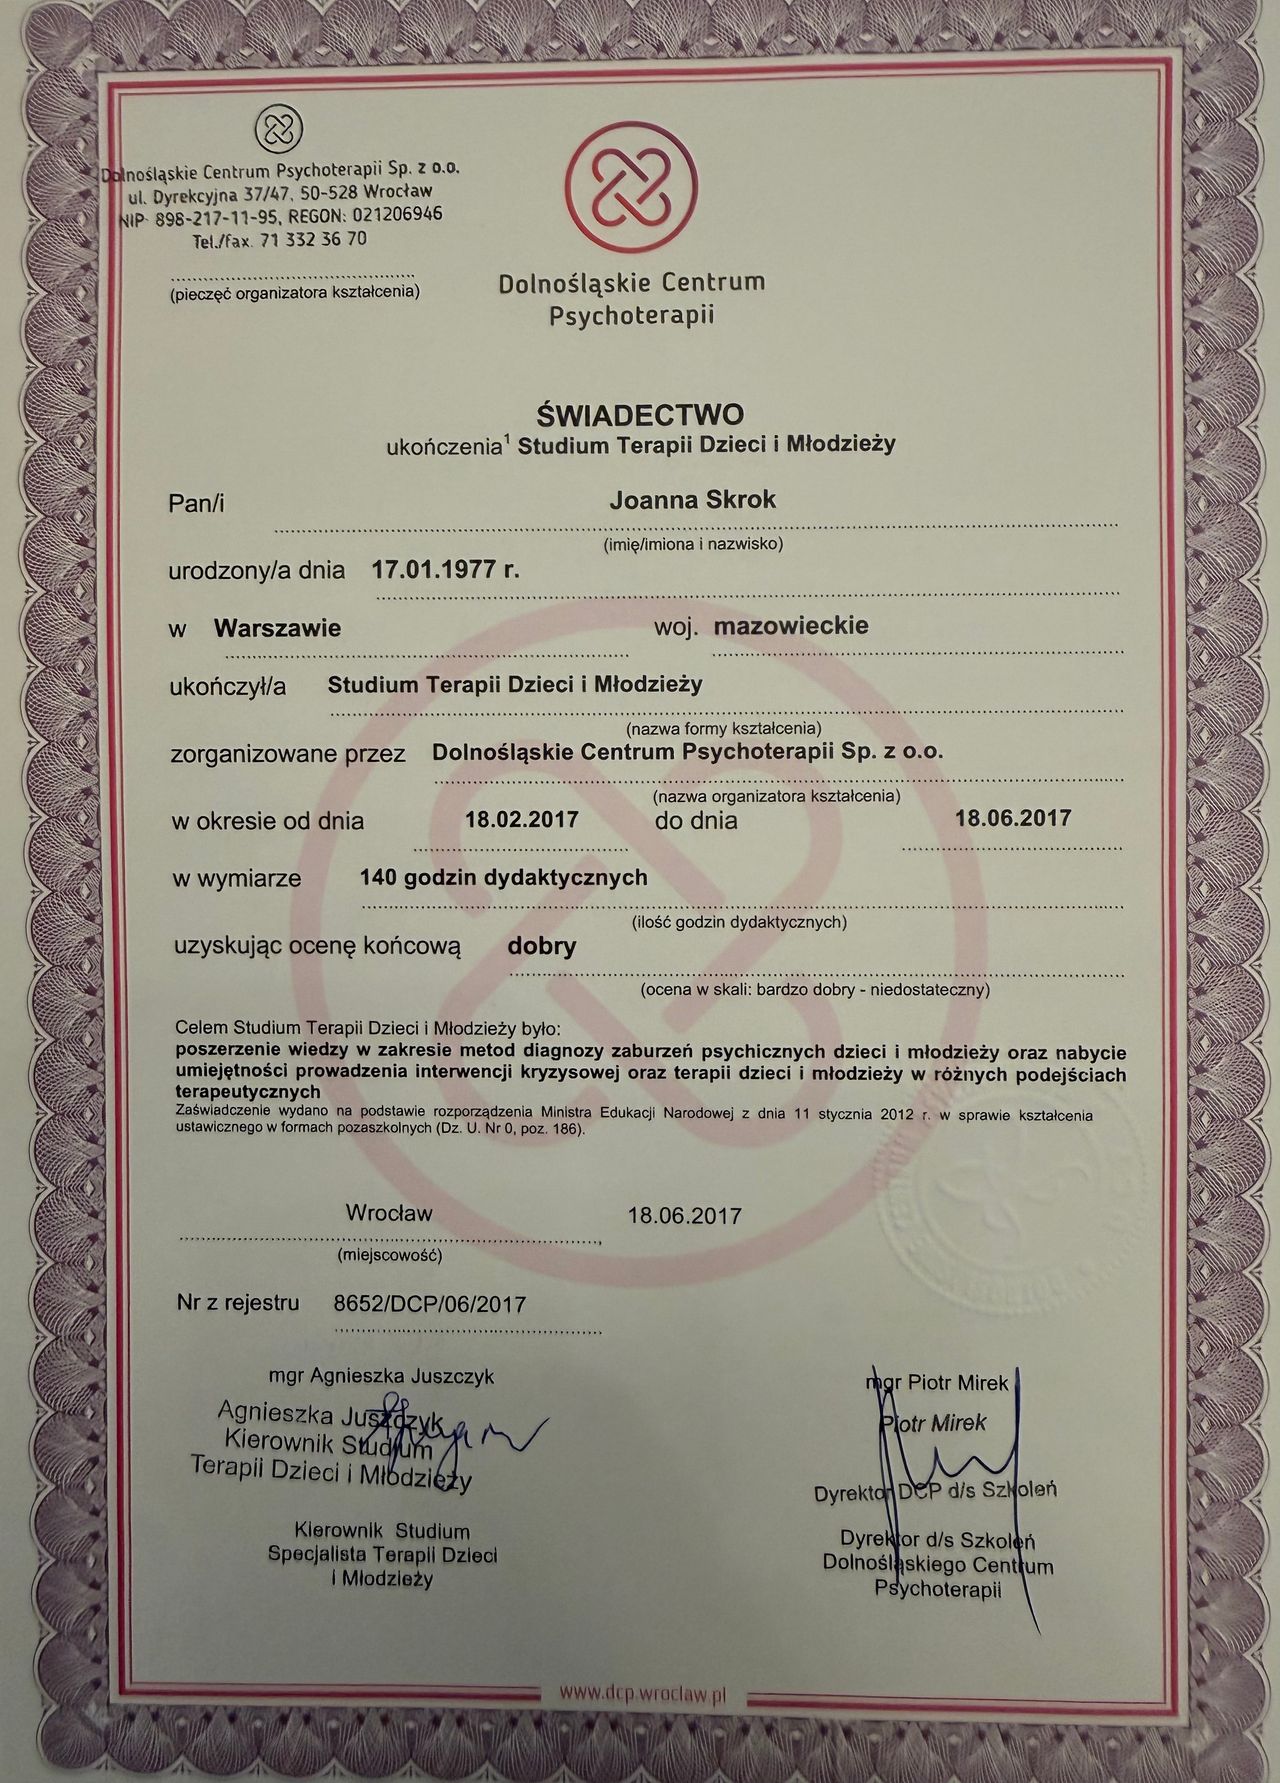 Dolnośląskie Centrum Psychoterapii Sp. z o.o.
ul. Dyrekcyjna 37/47, 50-528 Wrocław
NIP: 898-217-11-95, REGON: 021206946
Tel./fax. 71 332 36 70
(pieczęć organizatora kształcenia)
Dolnośląskie Centrum
Psychoterapii
ŚWIADECTWO
ukończenia¹ Studium Terapii Dzieci i Młodzieży
Pan/i Joanna Skrok
(imię/imiona i nazwisko)
urodzony/a dnia 17.01.1977 r.
w Warszawie woj. mazowieckie
ukończył/a Studium Terapii Dzieci i Młodzieży
(nazwa formy kształcenia)
zorganizowane przez Dolnośląskie Centrum Psychoterapii Sp. z o.o.
(nazwa organizatora kształcenia)
w okresie od dnia 18.02.2017 do dnia 18.06.2017
w wymiarze 140 godzin dydaktycznych
(ilość godzin dydaktycznych)
uzyskując ocenę końcową dobry
(ocena w skali: bardzo dobry - niedostateczny)
Celem Studium Terapii Dzieci i Młodzieży było:
poszerzenie wiedzy w zakresie metod diagnozy zaburzeń psychicznych dzieci i młodzieży oraz nabycie
umiejętności prowadzenia interwencji kryzysowej oraz terapii dzieci i młodzieży w różnych podejściach
terapeutycznych
Zaświadczenie wydano na podstawie rozporządzenia Ministra Edukacji Narodowej z dnia 11 stycznia 2012 r. w sprawie kształcenia
ustawicznego w formach pozaszkolnych (Dz. U. Nr 0, poz. 186).
Wrocław 18.06.2017
(miejscowość)
Nr z rejestru 8652/DCP/06/2017
mgr Agnieszka Juszczyk
Agnieszka Juszczyk
Kierownik Studium
Terapii Dzieci i Młodzieży
Kierownik Studium
Specjalista Terapii Dzieci
i Młodzieży
mgr Piotr Mirek
Piotr Mirek
Dyrektor DCP d/s Szkoleń
Dyrektor d/s Szkoleń
Dolnośląskiego Centrum
Psychoterapii
www.dcp.wroclaw.pl